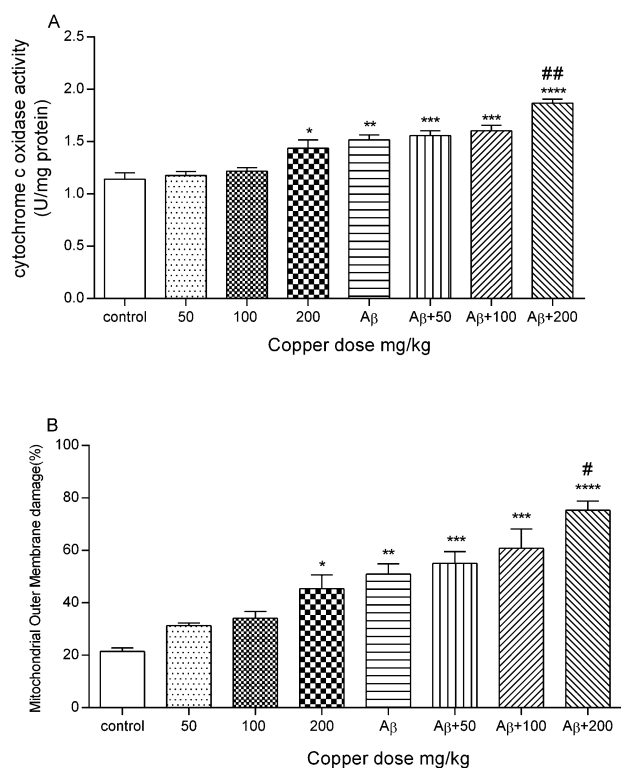 A
cytochrome c oxidase activity
(U/mg protein)
2.5
2.0
1.5
1.0
0.5
0.0
*
**
***
***
##
****
control 50 100 200 Aβ Aβ+50 Aβ+100 Aβ+200
Copper dose mg/kg
B
Mitochondrial Outer Membrane damage(%)
100
80
60
40
20
0
*
**
***
***
#
****
control 50 100 200 Aβ Aβ+50 Aβ+100 Aβ+200
Copper dose mg/kg